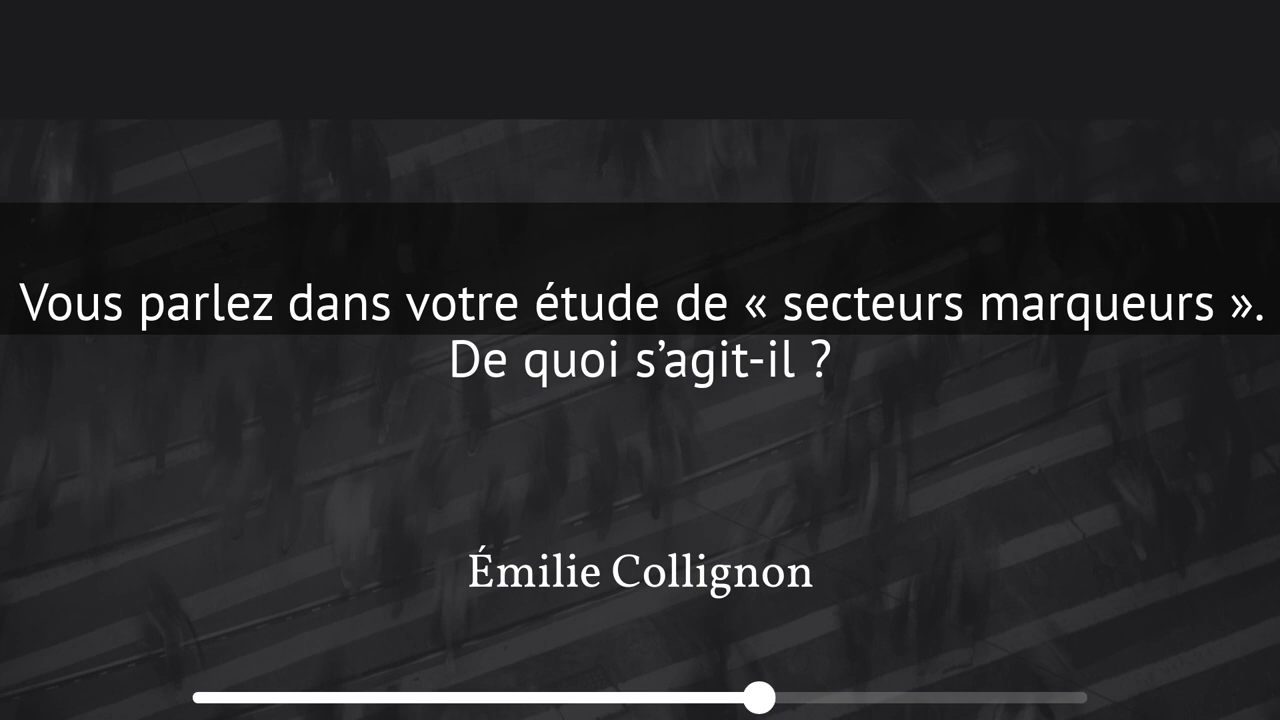 Vous parlez dans votre étude de « secteurs marqueurs ».
De quoi s’agit-il ?
Émilie Collignon